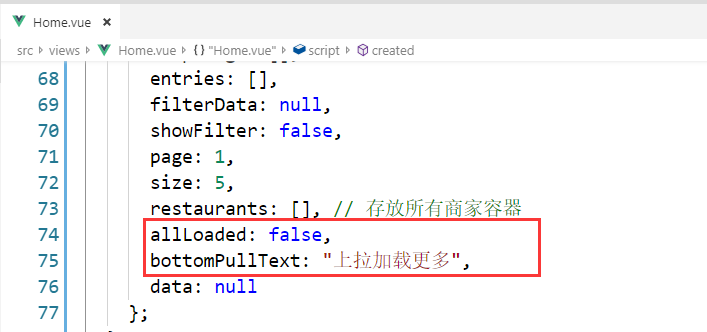 Home.vue ×
src > views > Home.vue > {} "Home.vue" > script > created
68 entries: [],
69 filterData: null,
70 showFilter: false,
71 page: 1,
72 size: 5,
73 restaurants: [], // 存放所有商家容器
74 allLoaded: false,
75 bottomPullText: "上拉加载更多",
76 data: null
77 };